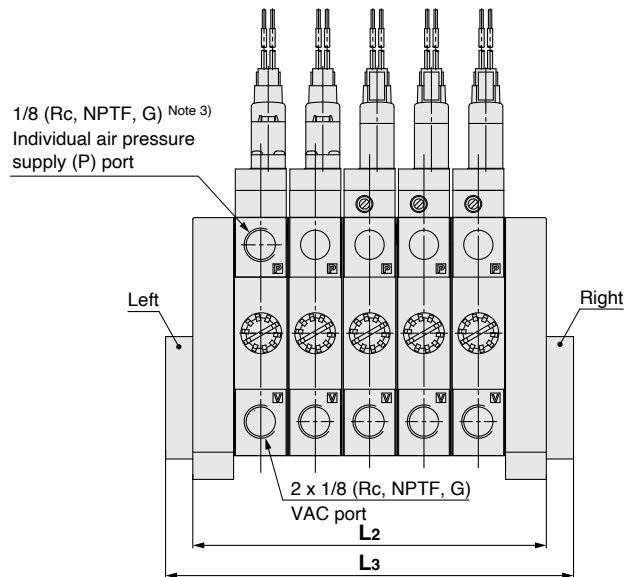 1/8 (Rc, NPTF, G) Note 3)
Individual air pressure
supply (P) port
P P P P P
Left
Right
V V V V V
2 x 1/8 (Rc, NPTF, G)
VAC port
L2
L3